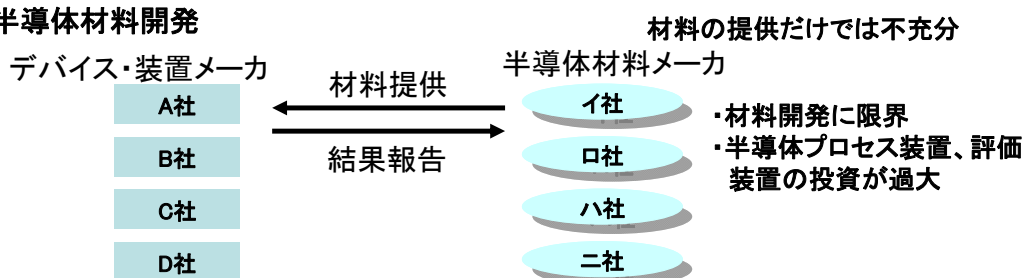 半導体材料開発
材料の提供だけでは不充分
デバイス・装置メーカ
材料提供
半導体材料メーカ
A社
イ社
・材料開発に限界
B社
結果報告
ロ社
・半導体プロセス装置、評価
装置の投資が過大
C社
ハ社
D社
ニ社